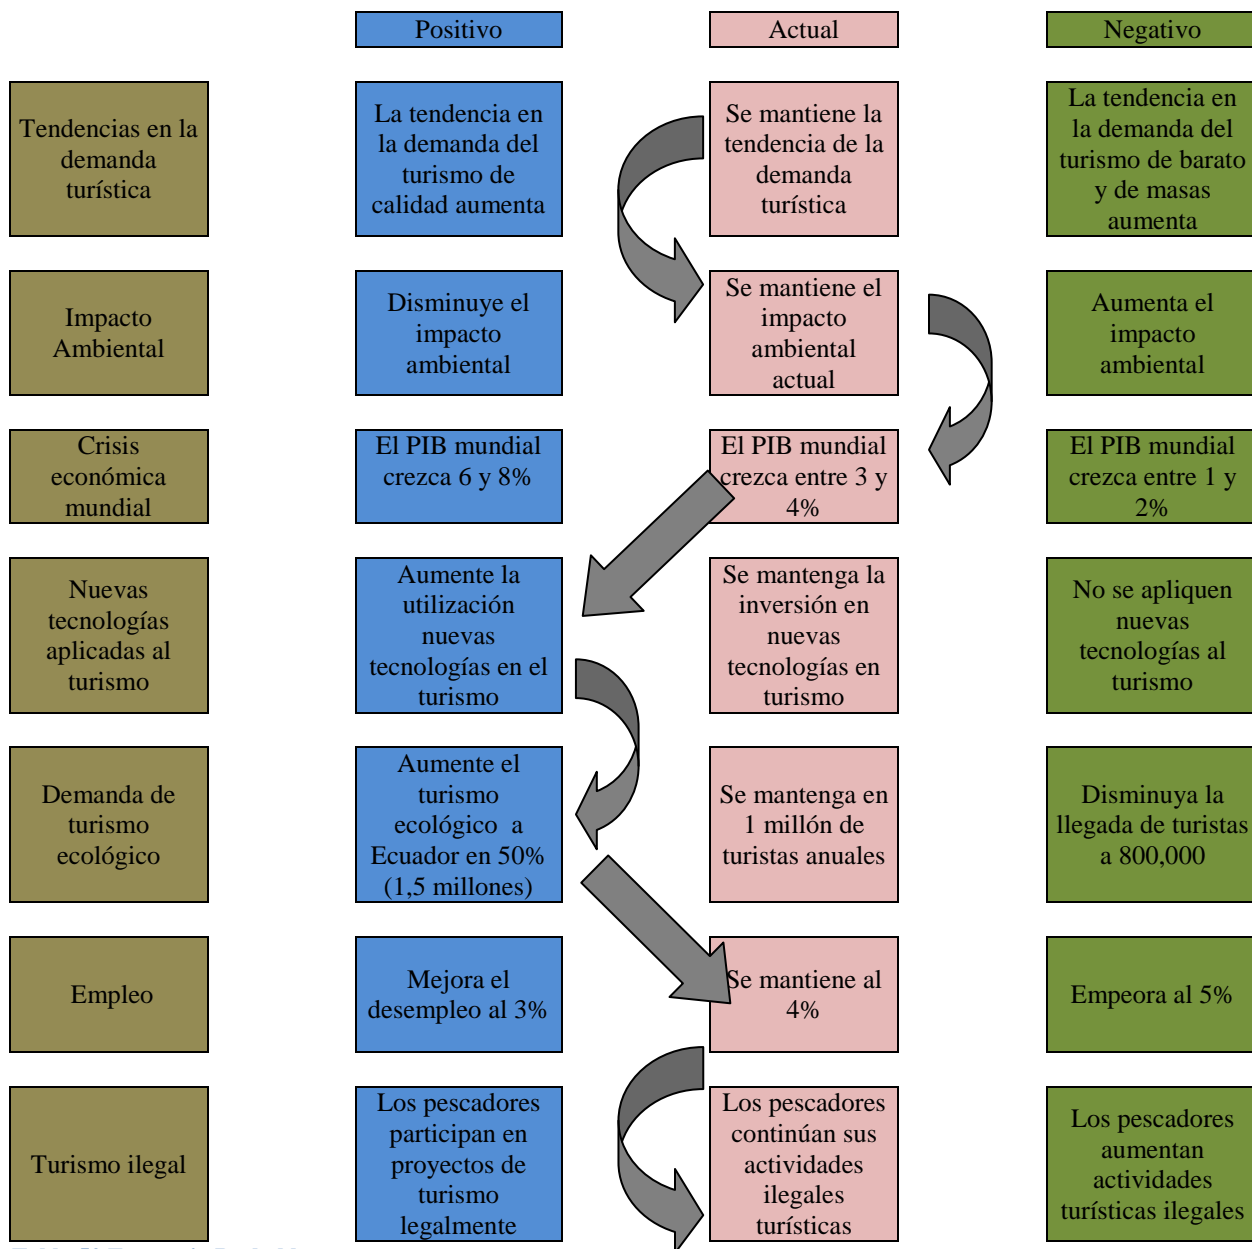 Positivo
Actual
Negativo
Tendencias en la
demanda
turística
La tendencia en
la demanda del
turismo de
calidad aumenta
Se mantiene la
tendencia de la
demanda
turística
La tendencia en
la demanda del
turismo de barato
y de masas
aumenta
Impacto
Ambiental
Disminuye el
impacto
ambiental
Se mantiene el
impacto
ambiental
actual
Aumenta el
impacto
ambiental
Crisis
económica
mundial
El PIB mundial
crezca 6 y 8%
El PIB mundial
crezca entre 3 y
4%
El PIB mundial
crezca entre 1 y
2%
Nuevas
tecnologías
aplicadas al
turismo
Aumente la
utilización
nuevas
tecnologías en el
turismo
Se mantenga la
inversión en
nuevas
tecnologías en
turismo
No se apliquen
nuevas
tecnologías al
turismo
Demanda de
turismo
ecológico
Aumente el
turismo
ecológico a
Ecuador en 50%
(1,5 millones)
Se mantenga en
1 millón de
turistas anuales
Disminuya la
llegada de turistas
a 800,000
Empleo
Mejora el
desempleo al 3%
Se mantiene al
4%
Empeora al 5%
Turismo ilegal
Los pescadores
participan en
proyectos de
turismo
legalmente
Los pescadores
continúan sus
actividades
ilegales
turísticas
Los pescadores
aumentan
actividades
turísticas ilegales